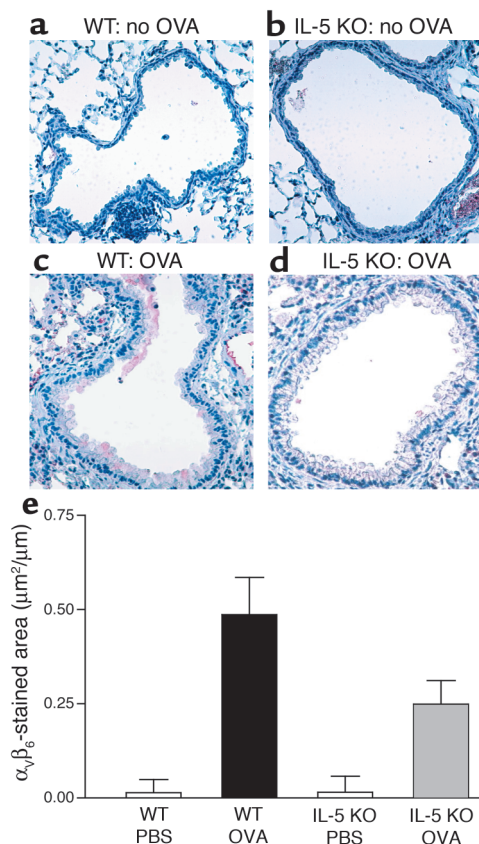 a WT: no OVA
b IL-5 KO: no OVA
c WT: OVA
d IL-5 KO: OVA
e
αvβ6-stained area (μm²/μm)
0.75
0.50
0.25
0.00
WT PBS
WT OVA
IL-5 KO PBS
IL-5 KO OVA